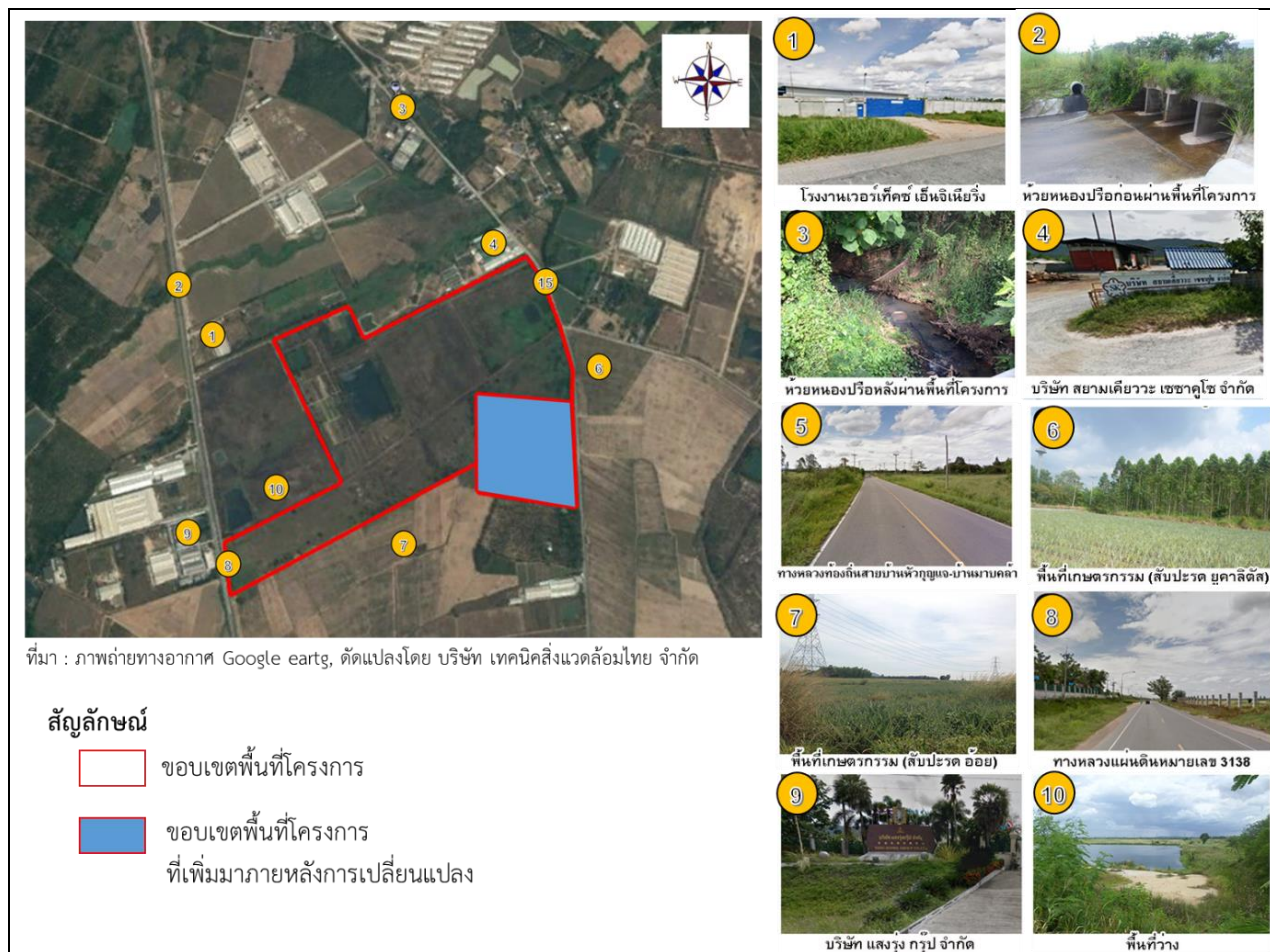 N
W
E
S
3
4
2
15
1
6
10
9
7
8
ที่มา : ภาพถ่ายทางอากาศ Google eartg, ดัดแปลงโดย บริษัท เทคนิคสิ่งแวดล้อมไทย จำกัด
สัญลักษณ์
ขอบเขตพื้นที่โครงการ
ขอบเขตพื้นที่โครงการ
ที่เพิ่มมาภายหลังการเปลี่ยนแปลง
1
โรงงานเวอร์เท็คซ์ เอ็นจิเนียริ่ง
2
ห้วยหนองปรือก่อนผ่านพื้นที่โครงการ
3
ห้วยหนองปรือหลังผ่านพื้นที่โครงการ
4
บริษัท สยามเคียววะ เซซาคูโซ จำกัด
5
ทางหลวงท้องถิ่นสายบ้านหัวกุญแจ-บ้านมาบคล้า
6
พื้นที่เกษตรกรรม (สับปะรด ยูคาลิตัส)
7
พื้นที่เกษตรกรรม (สับปะรด อ้อย)
8
ทางหลวงแผ่นดินหมายเลข 3138
9
บริษัท แสงรุ่ง กรุ๊ป จำกัด
10
พื้นที่ว่าง